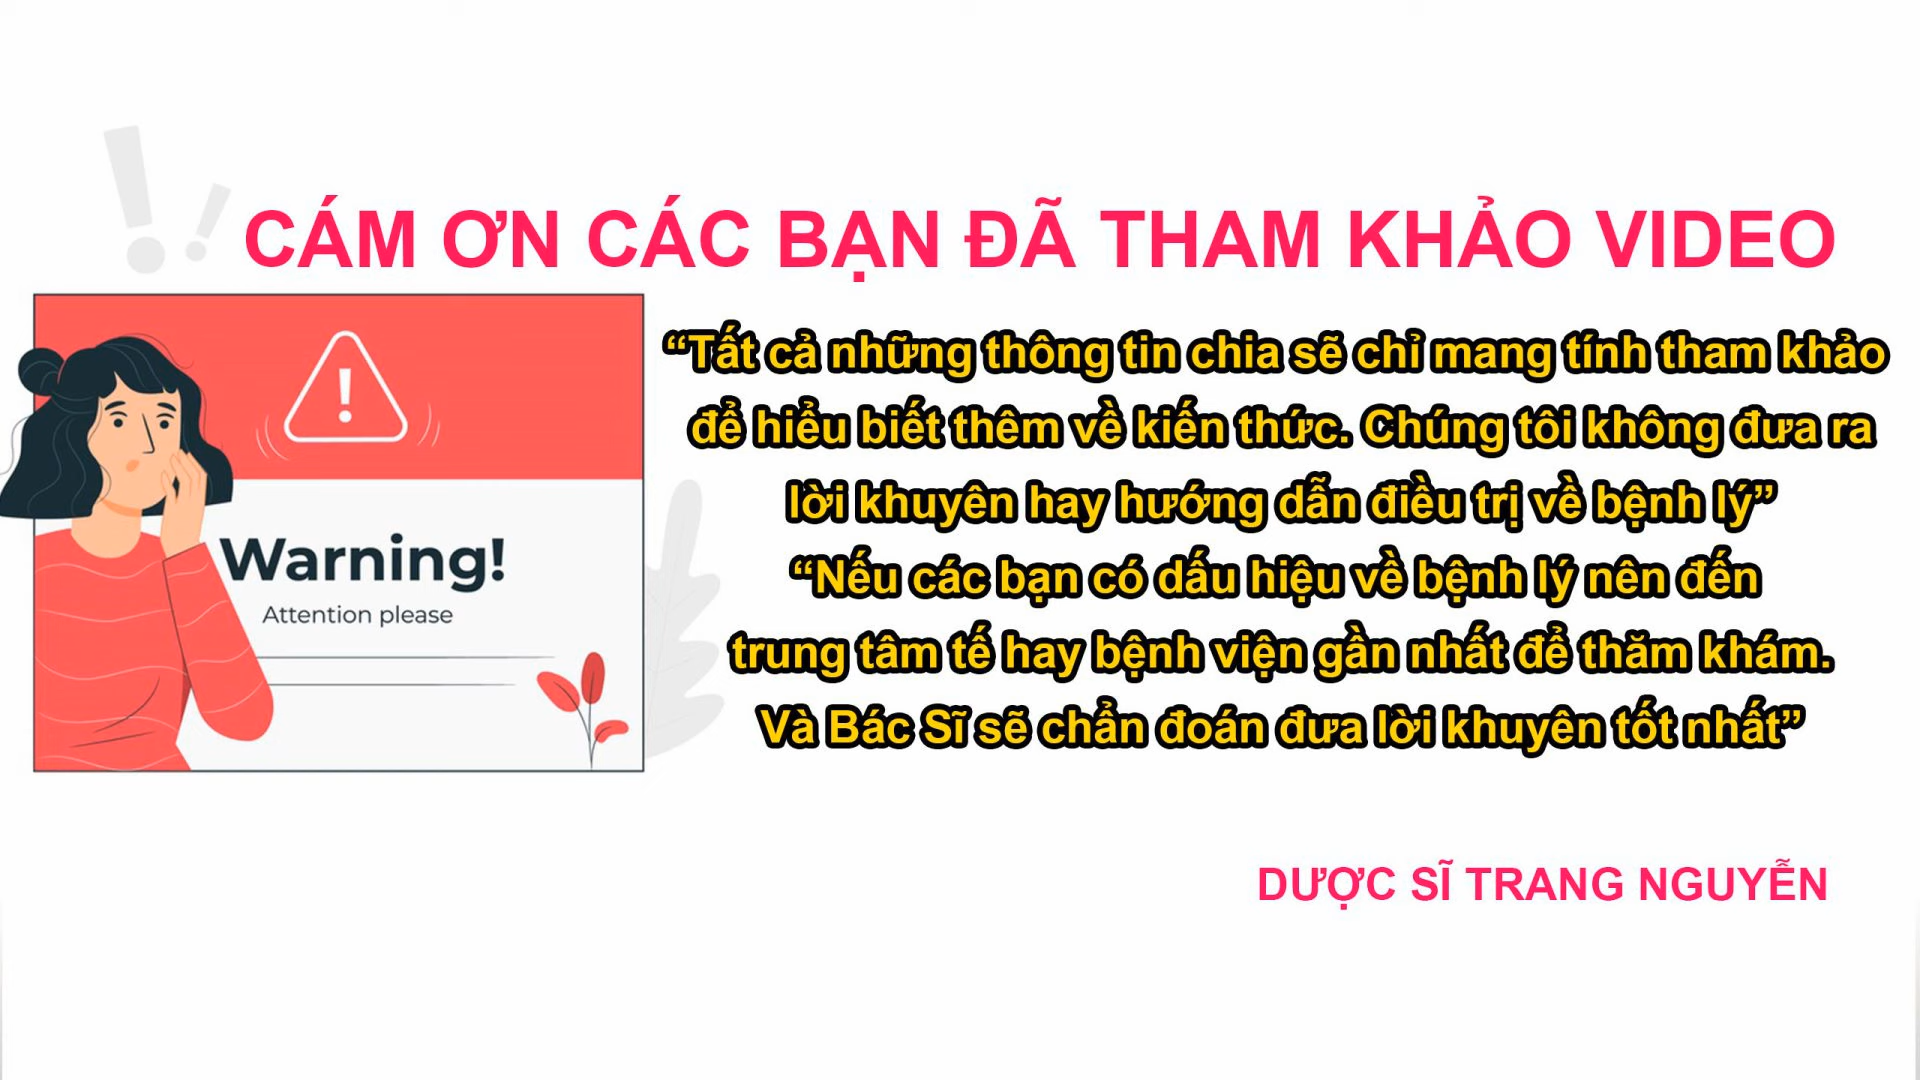 CÁM ƠN CÁC BẠN ĐÃ THAM KHẢO VIDEO
Warning!
Attention please
“Tất cả những thông tin chia sẽ chỉ mang tính tham khảo
để hiểu biết thêm về kiến thức. Chúng tôi không đưa ra
lời khuyên hay hướng dẫn điều trị về bệnh lý”
“Nếu các bạn có dấu hiệu về bệnh lý nên đến
trung tâm tế hay bệnh viện gần nhất để thăm khám.
Và Bác Sĩ sẽ chẩn đoán đưa lời khuyên tốt nhất”
DƯỢC SĨ TRANG NGUYỄN